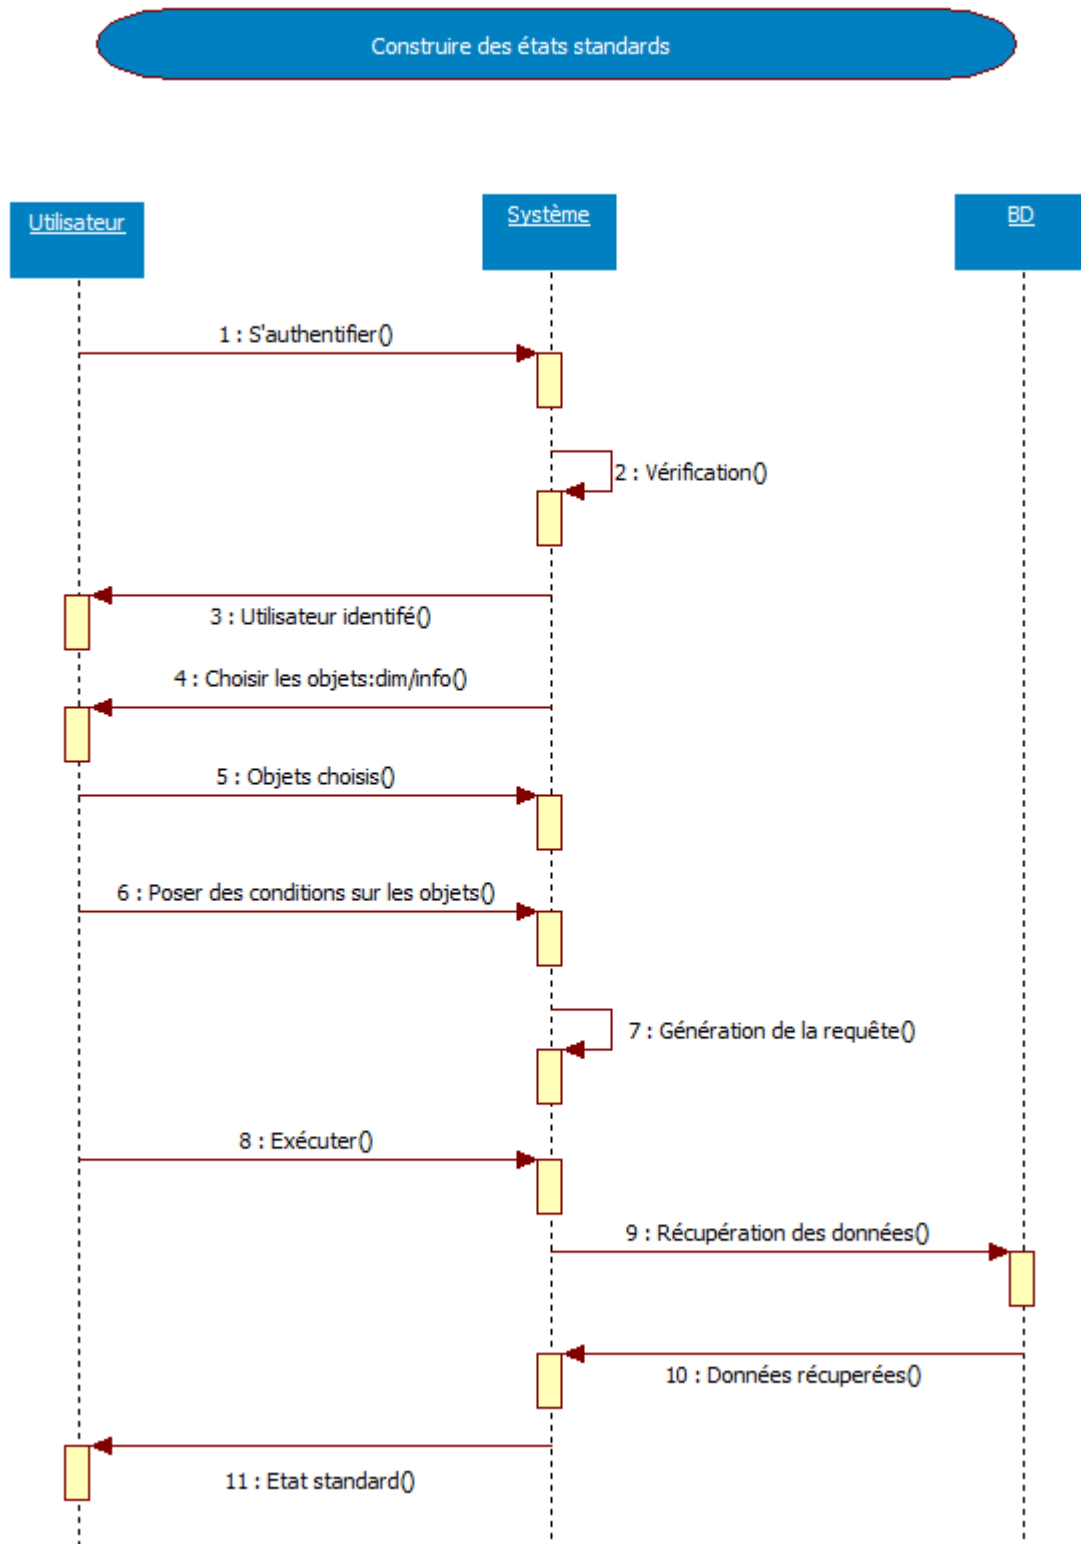 Construire des états standards
Utilisateur
Système
BD
1 : S'authentifier()
2 : Vérification()
3 : Utilisateur identifé()
4 : Choisir les objets:dim/info()
5 : Objets choisis()
6 : Poser des conditions sur les objets()
7 : Génération de la requête()
8 : Exécuter()
9 : Récupération des données()
10 : Données récuperées()
11 : Etat standard()